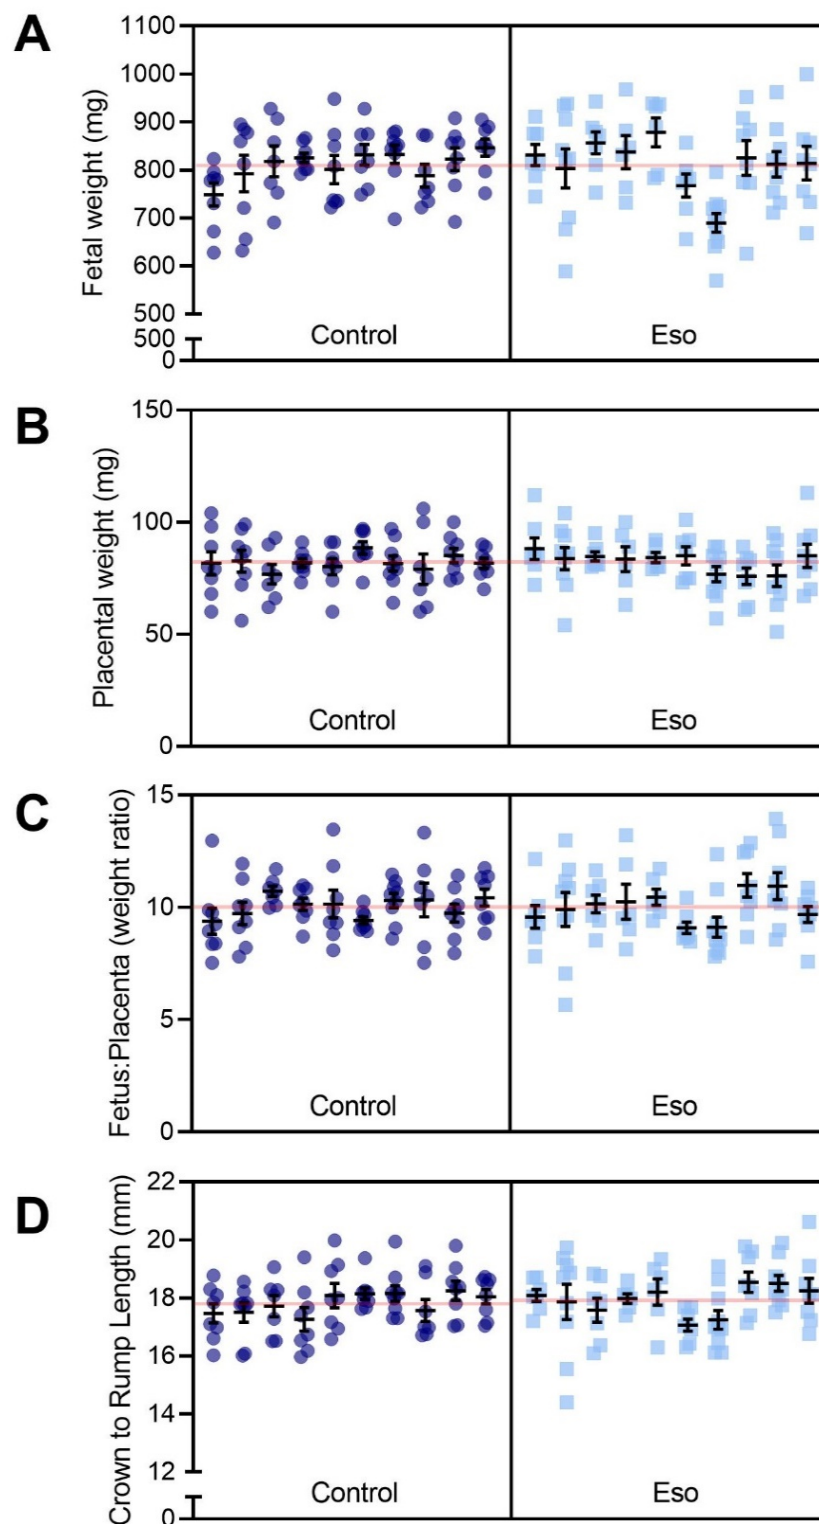 A
Fetal weight (mg)
1100
1000
900
800
700
600
500
500
0
Control
Eso
B
Placental weight (mg)
150
100
50
0
Control
Eso
C
Fetus:Placenta (weight ratio)
15
10
5
0
Control
Eso
D
Crown to Rump Length (mm)
22
20
18
16
14
12
0
Control
Eso